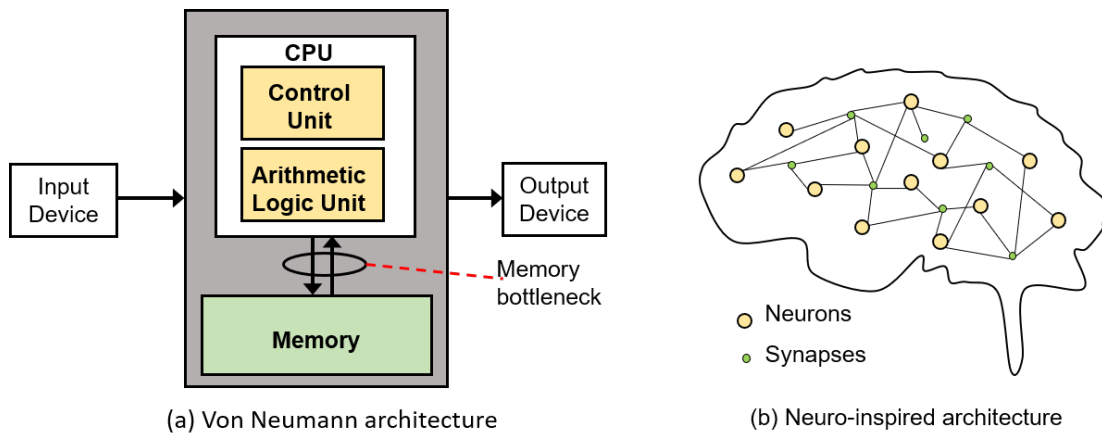 CPU
Control
Unit
Arithmetic
Logic Unit
Input
Device
Output
Device
Memory
bottleneck
Memory
(a) Von Neumann architecture
Neurons
Synapses
(b) Neuro-inspired architecture